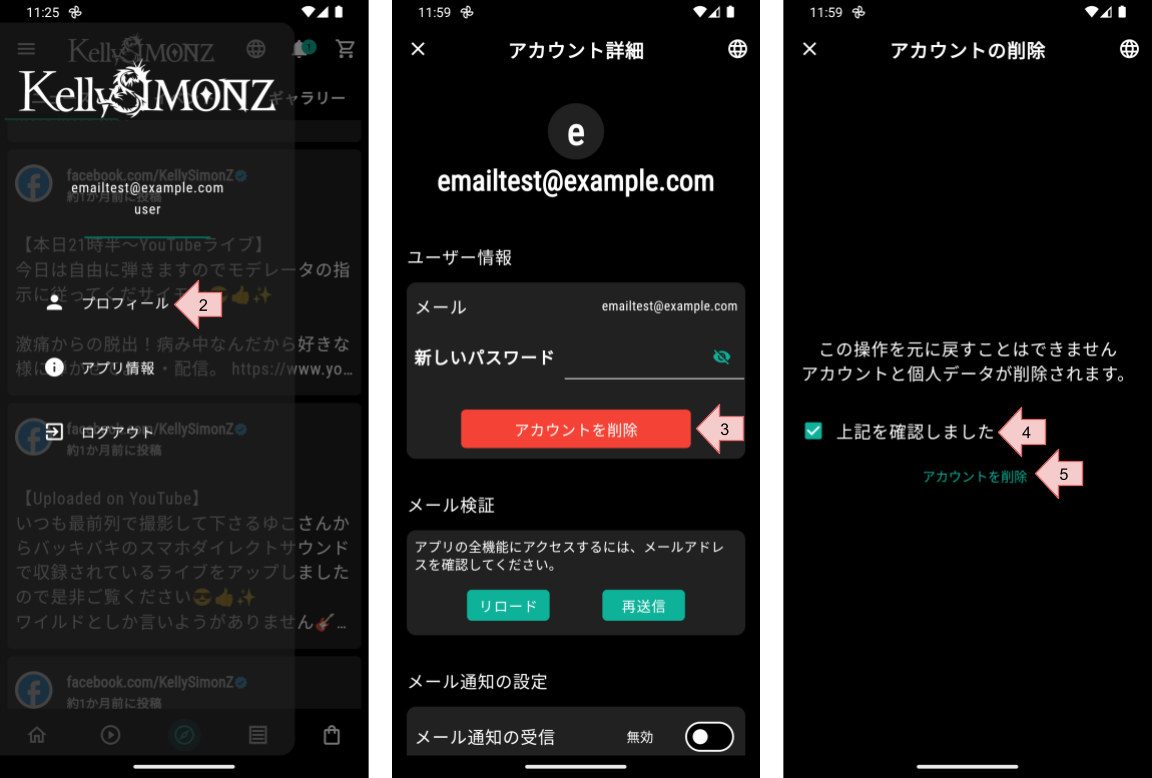 11:25
KellySIMONZ
1
KellySIMONZ
ギャラリー
facebook.com/KellySimonZ
emailtest@example.com
約1か月前に投稿
user
【本日21時半〜YouTubeライブ】
今日は自由に弾きますのでモデレータの指
示に従ってくだサイモ
プロフィール
2
激痛からの脱出！病み中なんだから好きな
様に
・配信。 https://www.yo…
アプリ情報
facebook.com/KellySimonZ
ログアウト
約1か月前に投稿
【Uploaded on YouTube】
いつも最前列で撮影して下さるゆこさんか
らバッキバキのスマホダイレクトサウンド
で収録されているライブをアップしました
ので是非ご覧ください😎👍✨
ワイルドとしか言いようがありません🎸…
facebook.com/KellySimonZ
約1か月前に投稿
11:59
アカウント詳細
e
emailtest@example.com
ユーザー情報
メール emailtest@example.com
新しいパスワード
アカウントを削除
3
メール検証
アプリの全機能にアクセスするには、メールアドレ
スを確認してください。
リロード 再送信
メール通知の設定
メール通知の受信 無効
11:59
アカウントの削除
この操作を元に戻すことはできません
アカウントと個人データが削除されます。
上記を確認しました
4
アカウントを削除
5